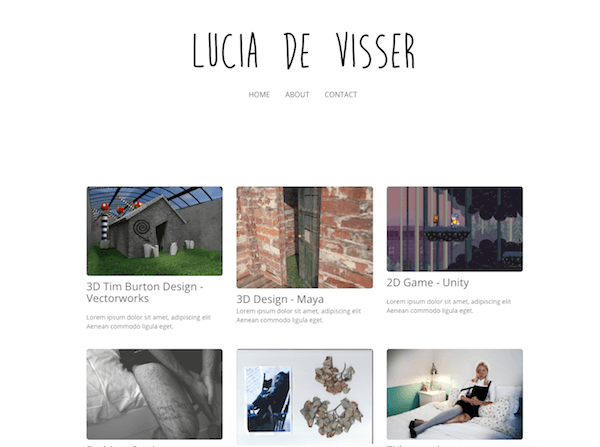 LUCIA DE VISSER
HOME ABOUT CONTACT
3D Tim Burton Design -
Vectorworks
Lorem ipsum dolor sit amet, adipiscing elit
Aenean commodo ligula eget.
3D Design - Maya
Lorem ipsum dolor sit amet, adipiscing elit
Aenean commodo ligula eget.
2D Game - Unity
Lorem ipsum dolor sit amet, adipiscing elit
Aenean commodo ligula eget.